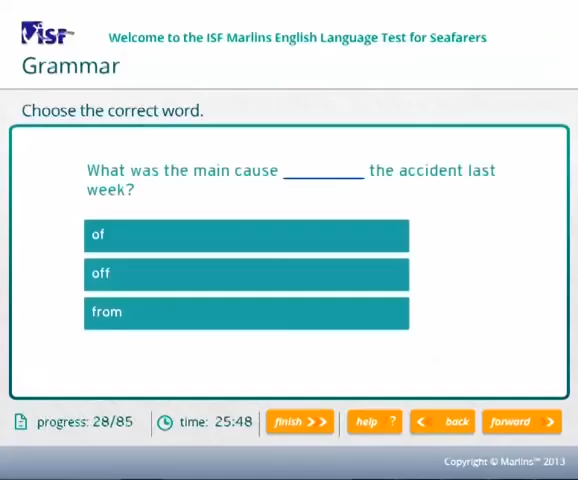 ISF
Welcome to the ISF Marlins English Language Test for Seafarers
Grammar
Choose the correct word.
What was the main cause ________ the accident last
week?
of
off
from
progress: 28/85
time: 25:48
finish >>
help ?
< back
forward >
Copyright © Marlins™ 2013